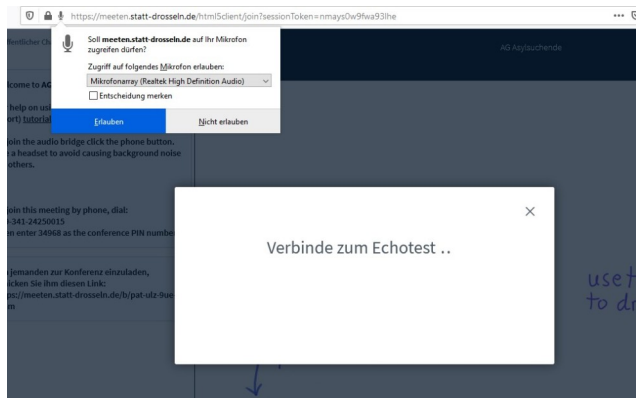 https://meeten.statt-drosseln.de/html5client/join?sessionToken=nmays0w9fwa93lhe
Soll meeten.statt-drosseln.de auf Ihr Mikrofon
zugreifen dürfen?
Zugriff auf folgendes Mikrofon erlauben:
Mikrofonarray (Realtek High Definition Audio)
Entscheidung merken
Erlauben
Nicht erlauben
AG Asylsuchende
ffentlicher Ch
lcome to AG
help on usi
ort) tutorial
join the audio bridge click the phone button.
a headset to avoid causing background noise
others.
join this meeting by phone, dial:
-341-24250015
en enter 34968 as the conference PIN numbe
jemanden zur Konferenz einzuladen,
icken Sie ihm diesen Link:
ps://meeten.statt-drosseln.de/b/pat-ulz-9ue
m
Verbinde zum Echotest ..
use t
to dr